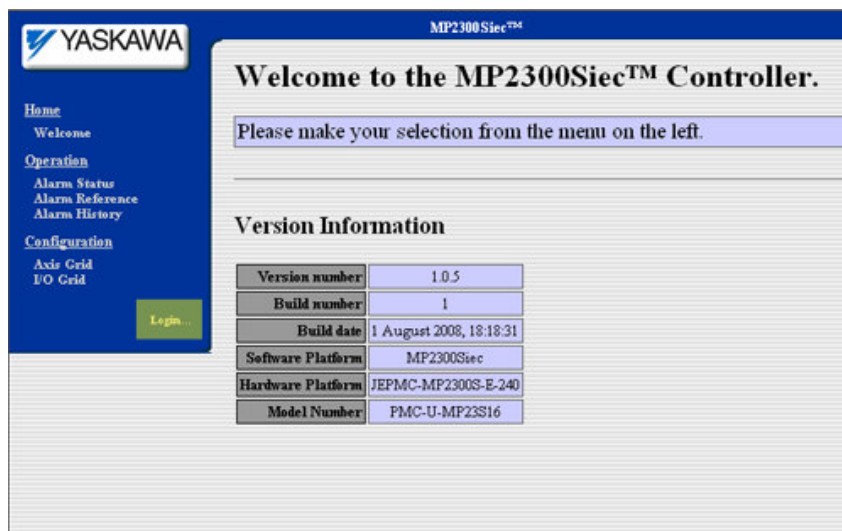 YASKAWA
MP2300Siec™
Home
Welcome
Operation
Alarm Status
Alarm Reference
Alarm History
Configuration
Axis Grid
I/O Grid
Login...
Welcome to the MP2300Siec™ Controller.
Please make your selection from the menu on the left.
Version Information
Version number 1.0.5
Build number 1
Build date 1 August 2008, 18:18:31
Software Platform MP2300Siec
Hardware Platform JEPMC-MP2300S-E-240
Model Number PMC-U-MP23S16